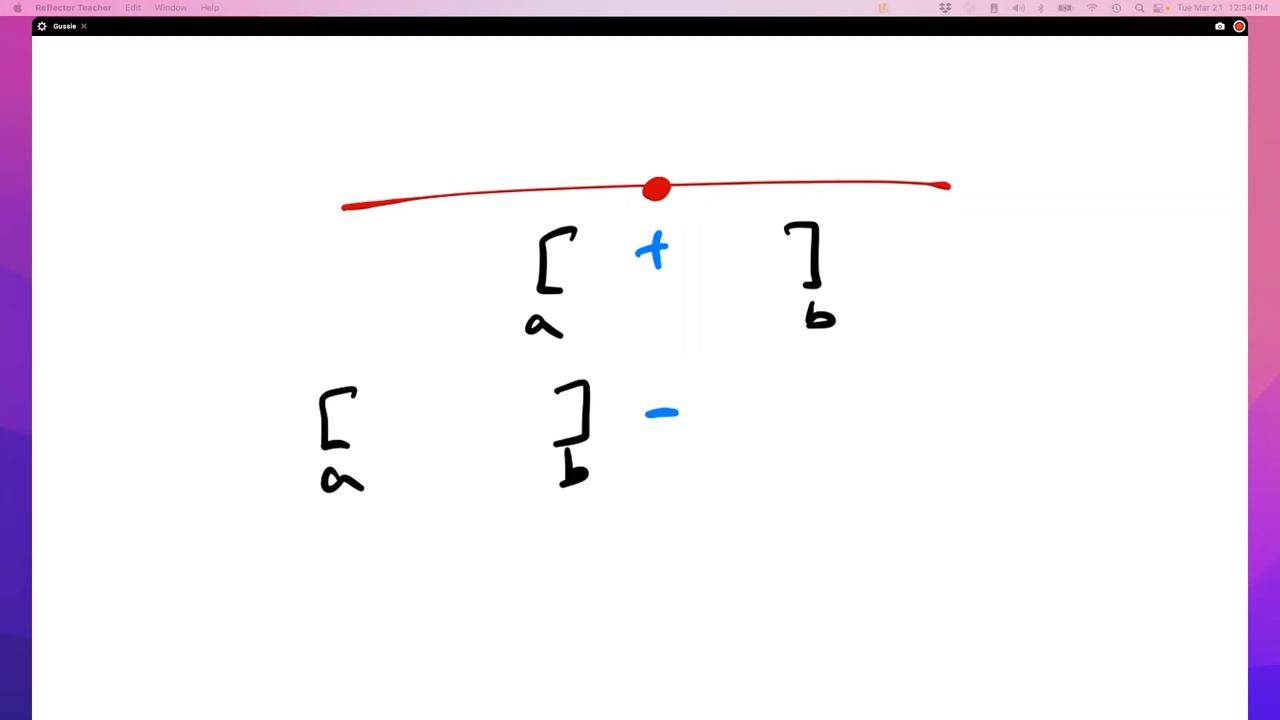 Reflector Teacher Edit Window Help Tue Mar 21 12:34 PM
Gussie ×
[ + ]
a b
[ ] -
a b